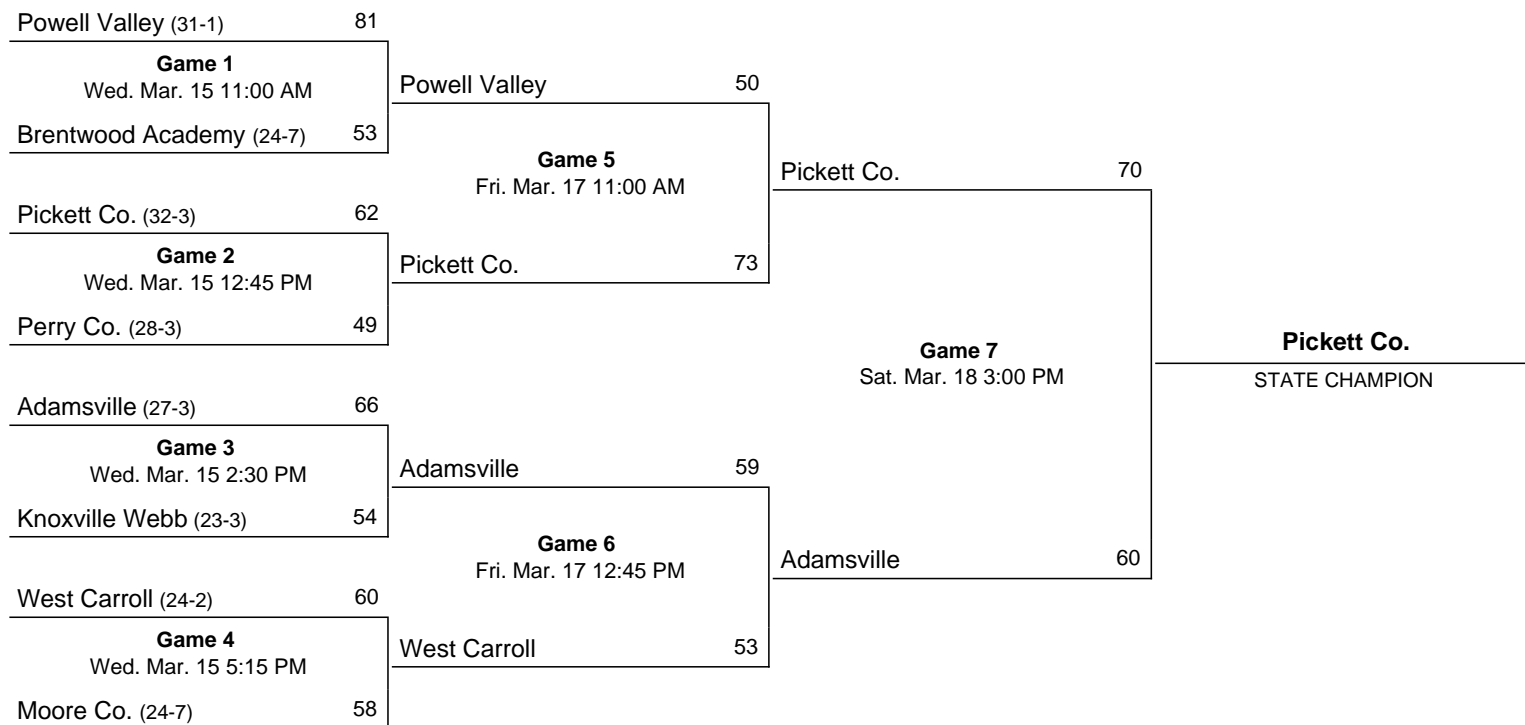 Powell Valley (31-1) 81
Game 1
Wed. Mar. 15 11:00 AM
Brentwood Academy (24-7) 53
Pickett Co. (32-3) 62
Game 2
Wed. Mar. 15 12:45 PM
Perry Co. (28-3) 49
Adamsville (27-3) 66
Game 3
Wed. Mar. 15 2:30 PM
Knoxville Webb (23-3) 54
West Carroll (24-2) 60
Game 4
Wed. Mar. 15 5:15 PM
Moore Co. (24-7) 58
Powell Valley 50
Game 5
Fri. Mar. 17 11:00 AM
Pickett Co. 73
Adamsville 59
Game 6
Fri. Mar. 17 12:45 PM
West Carroll 53
Pickett Co. 70
Game 7
Sat. Mar. 18 3:00 PM
Adamsville 60
Pickett Co.
STATE CHAMPION